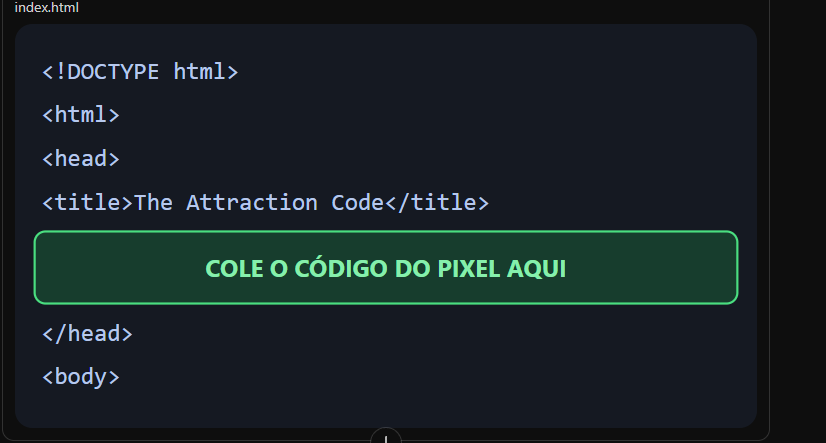 index.html
<!DOCTYPE html>
<html>
<head>
<title>The Attraction Code</title>
COLE O CÓDIGO DO PIXEL AQUI
</head>
<body>